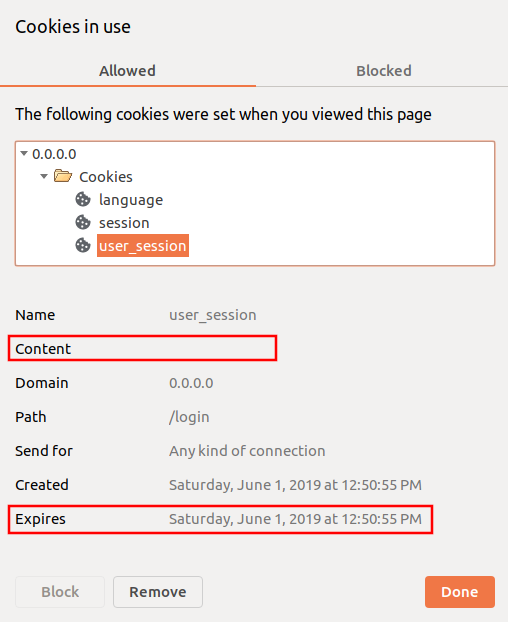 Cookies in use
Allowed Blocked
The following cookies were set when you viewed this page
0.0.0.0
Cookies
language
session
user_session
Name user_session
Content
Domain 0.0.0.0
Path /login
Send for Any kind of connection
Created Saturday, June 1, 2019 at 12:50:55 PM
Expires Saturday, June 1, 2019 at 12:50:55 PM
Block Remove Done